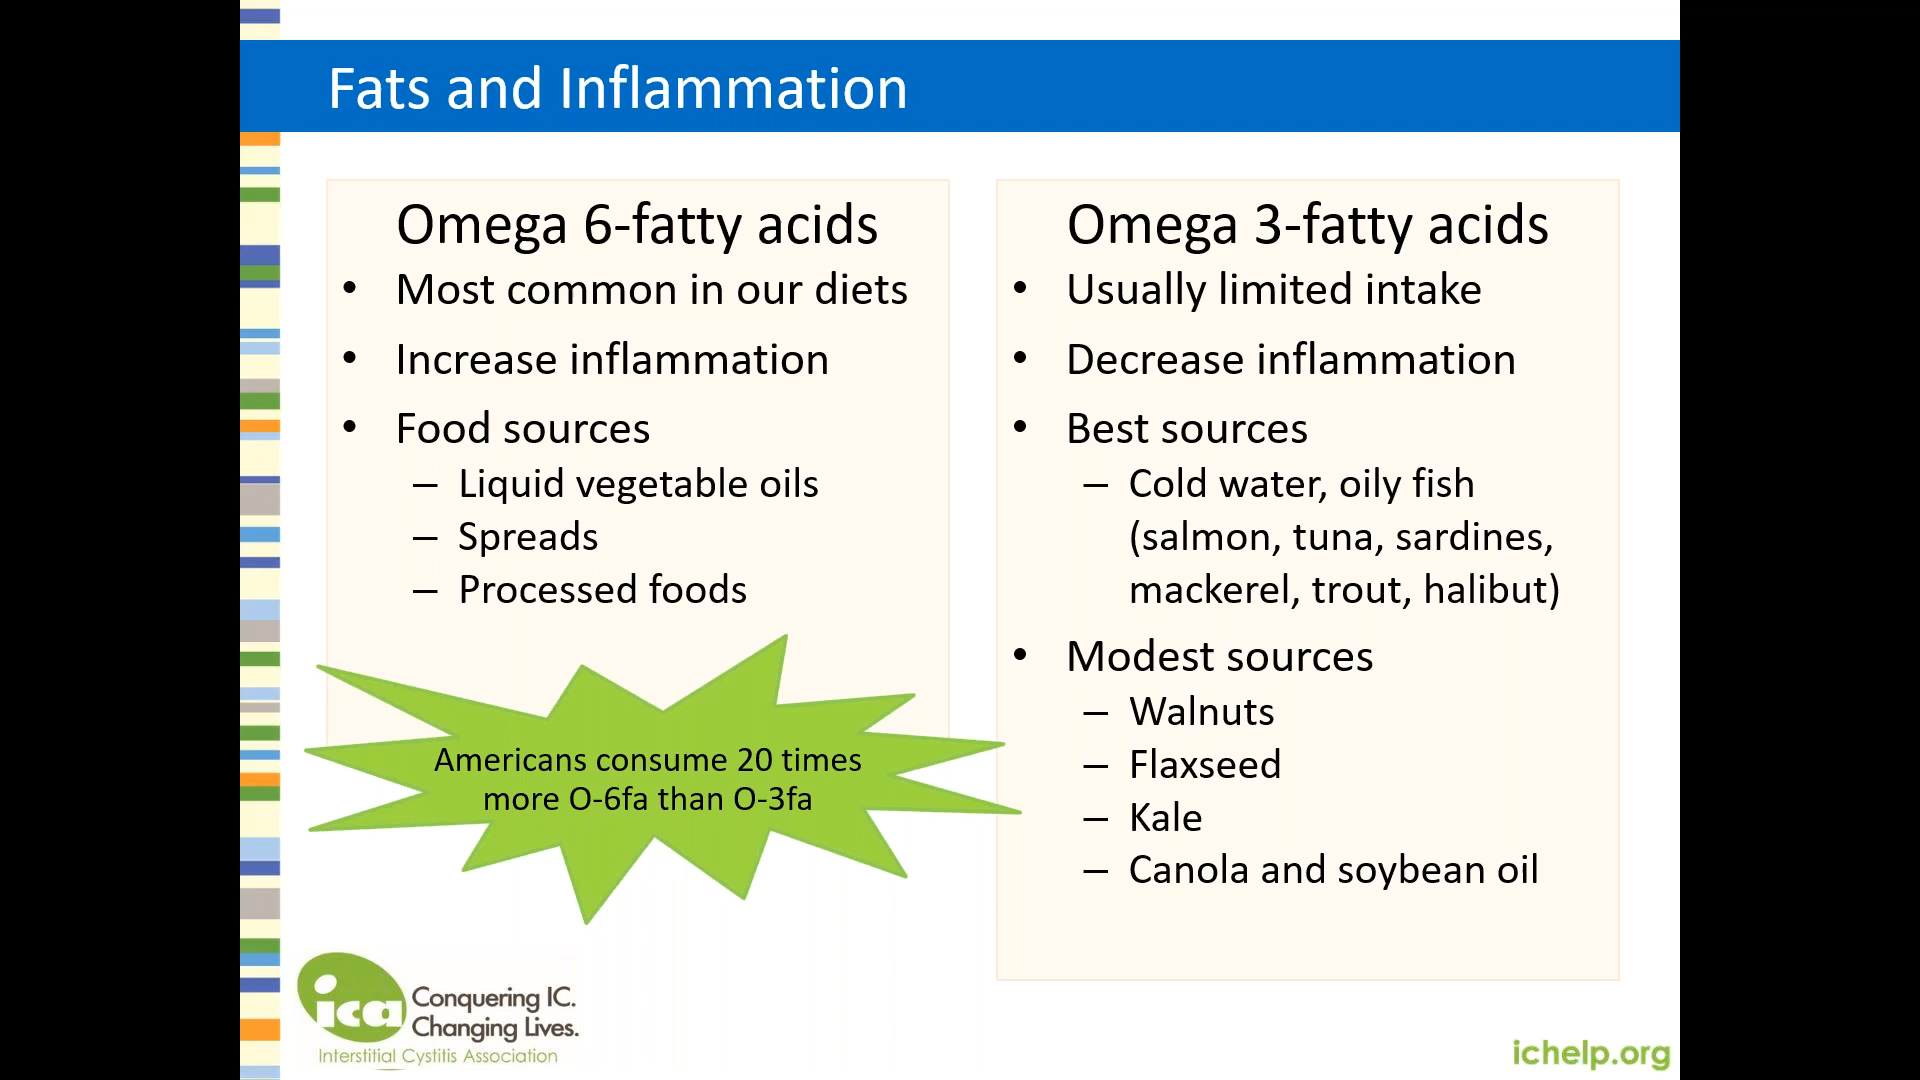 Fats and Inflammation
Omega 6-fatty acids
• Most common in our diets
• Increase inflammation
• Food sources
– Liquid vegetable oils
– Spreads
– Processed foods
Americans consume 20 times
more O-6fa than O-3fa
Omega 3-fatty acids
• Usually limited intake
• Decrease inflammation
• Best sources
– Cold water, oily fish
(salmon, tuna, sardines,
mackerel, trout, halibut)
• Modest sources
– Walnuts
– Flaxseed
– Kale
– Canola and soybean oil
ica
Conquering IC.
Changing Lives.
Interstitial Cystitis Association
ichelp.org